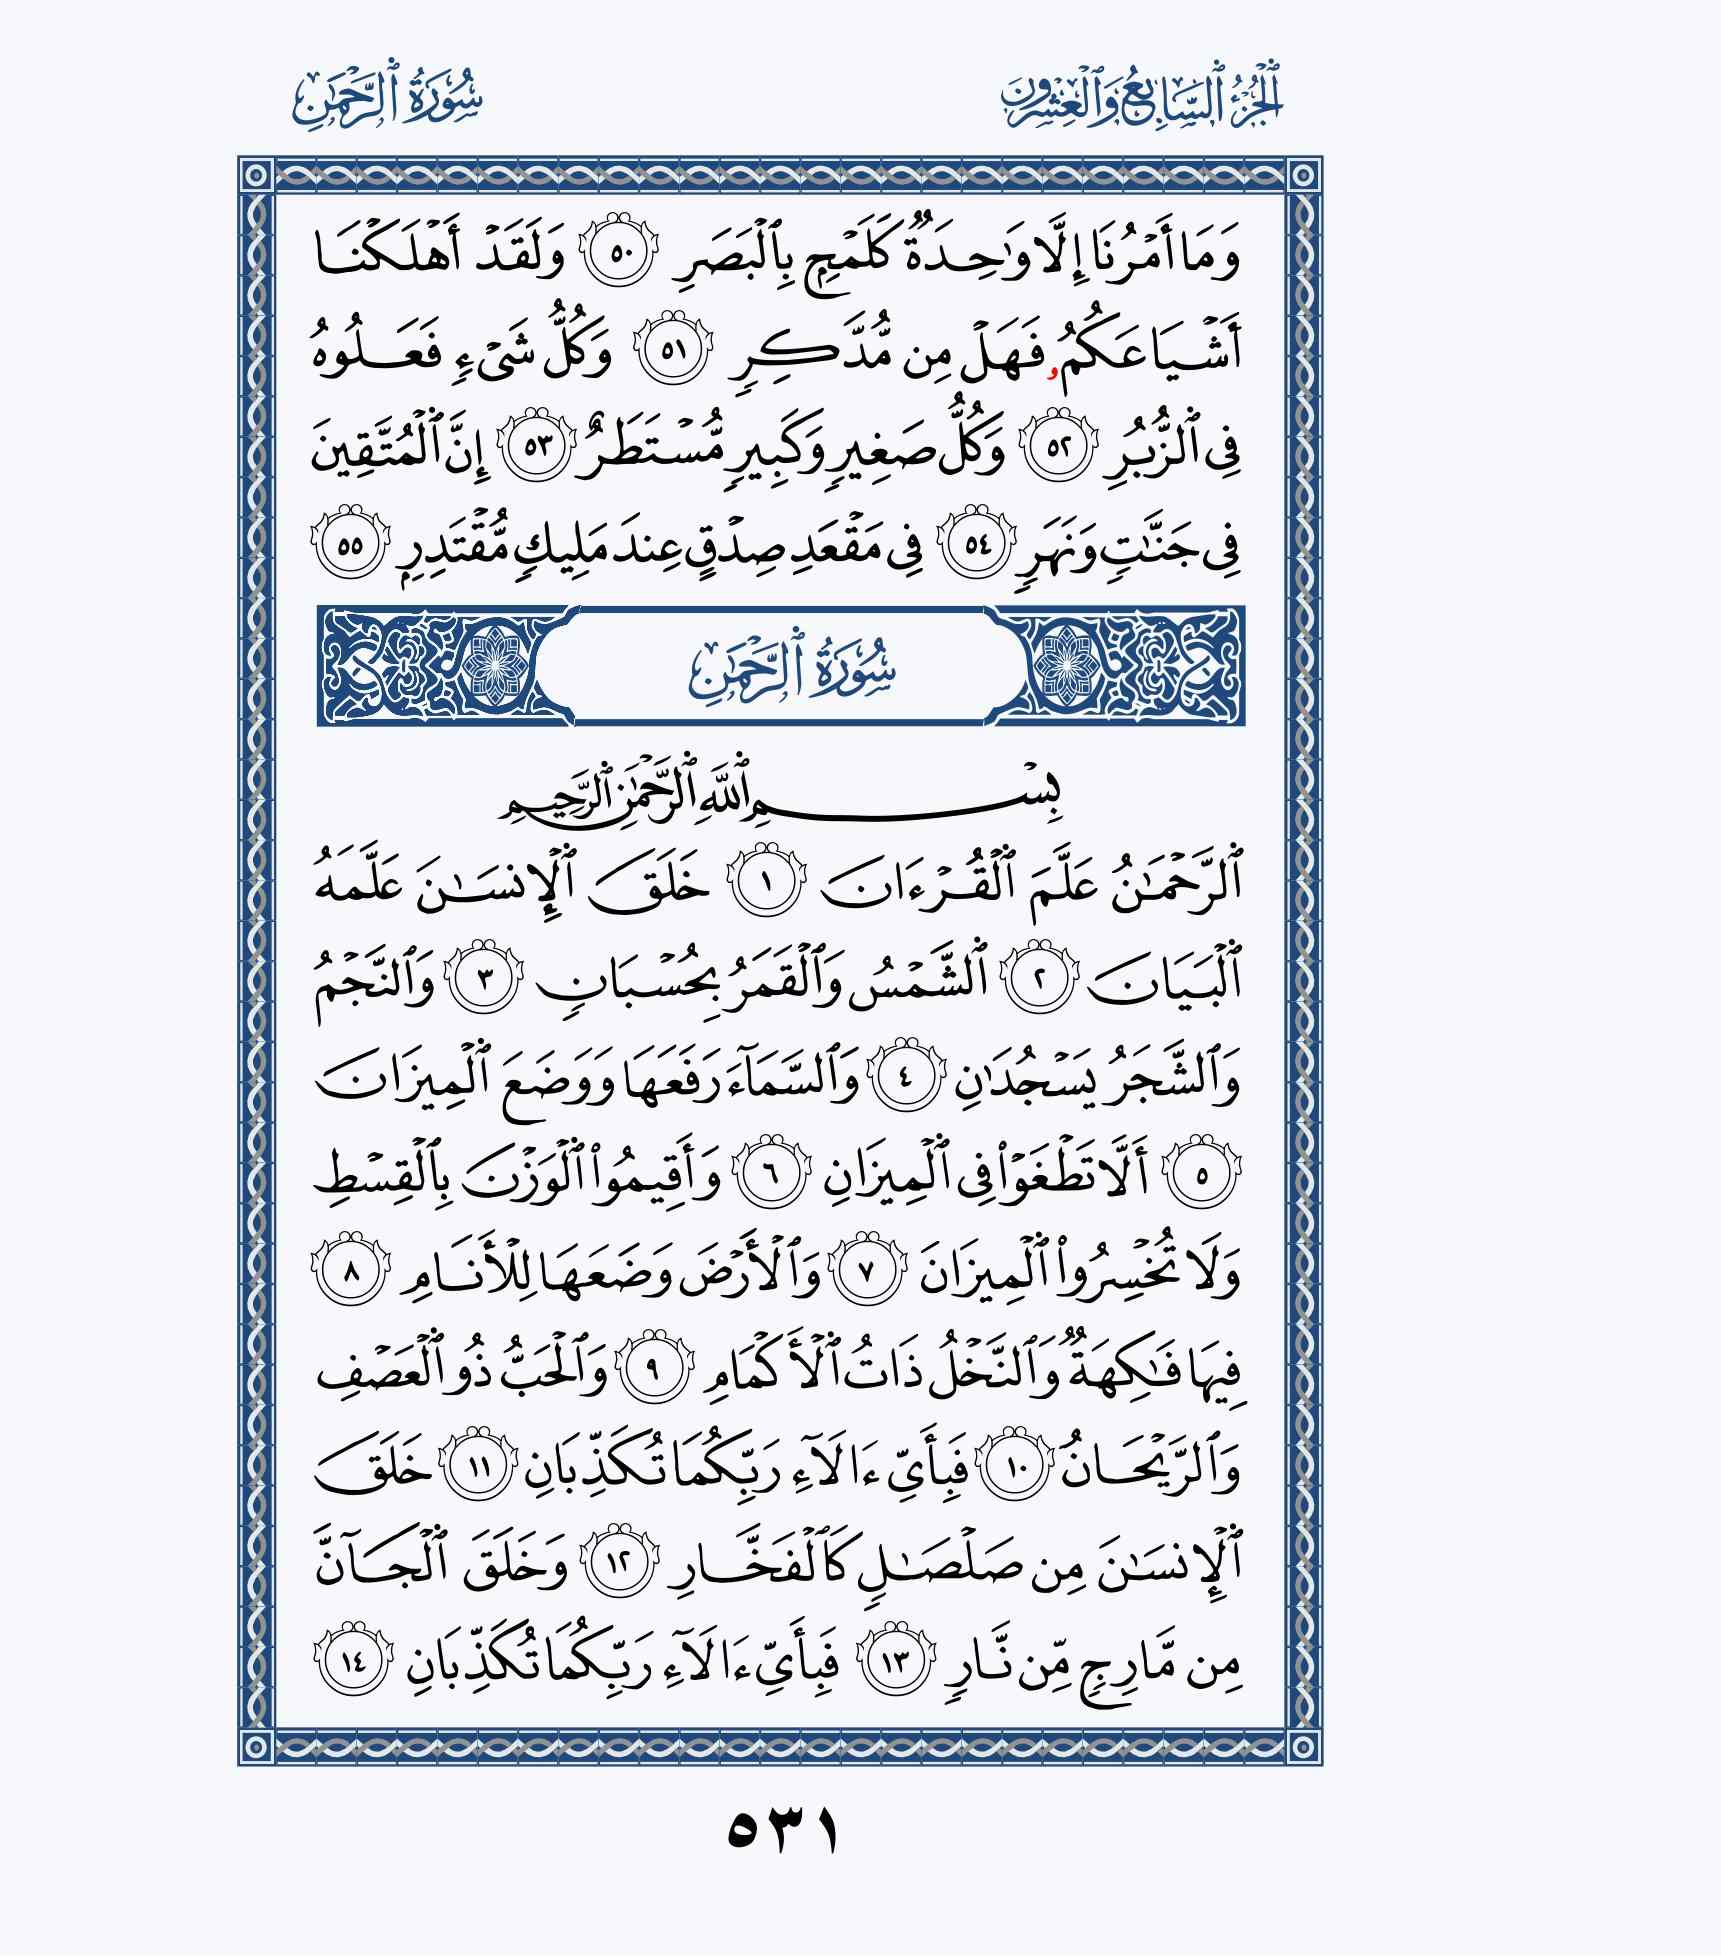 ٱلْجُزْءُ ٱلسَّابِعُ وَٱلْعِشْرُونَ
سُورَةُ ٱلرَّحْمَٰنِ
وَمَا أَمْرُنَا إِلَّا وَٰحِدَةٌ كَلَمْحٍ بِٱلْبَصَرِ ٥٠ وَلَقَدْ أَهْلَكْنَا
أَشْيَاعَكُمُۥ فَهَلْ مِن مُّدَّكِرٍ ٥١ وَكُلُّ شَىْءٍ فَعَلُوهُ
فِى ٱلزُّبُرِ ٥٢ وَكُلُّ صَغِيرٍ وَكَبِيرٍ مُّسْتَطَرٌ ٥٣ إِنَّ ٱلْمُتَّقِينَ
فِى جَنَّٰتٍ وَنَهَرٍ ٥٤ فِى مَقْعَدِ صِدْقٍ عِندَ مَلِيكٍ مُّقْتَدِرٍ ٥٥
سُورَةُ ٱلرَّحْمَٰنِ
بِسْمِ ٱللَّهِ ٱلرَّحْمَٰنِ ٱلرَّحِيمِ
ٱلرَّحْمَٰنُ عَلَّمَ ٱلْقُرْءَانَ ١ خَلَقَ ٱلْإِنسَٰنَ عَلَّمَهُ
ٱلْبَيَانَ ٢ ٱلشَّمْسُ وَٱلْقَمَرُ بِحُسْبَانٍ ٣ وَٱلنَّجْمُ
وَٱلشَّجَرُ يَسْجُدَٰنِ ٤ وَٱلسَّمَآءَ رَفَعَهَا وَوَضَعَ ٱلْمِيزَانَ
٥ أَلَّا تَطْغَوْا۟ فِى ٱلْمِيزَانِ ٦ وَأَقِيمُوا۟ ٱلْوَزْنَ بِٱلْقِسْطِ
وَلَا تُخْسِرُوا۟ ٱلْمِيزَانَ ٧ وَٱلْأَرْضَ وَضَعَهَا لِلْأَنَامِ ٨
فِيهَا فَٰكِهَةٌ وَٱلنَّخْلُ ذَاتُ ٱلْأَكْمَامِ ٩ وَٱلْحَبُّ ذُو ٱلْعَصْفِ
وَٱلرَّيْحَانُ ١٠ فَبِأَىِّ ءَالَآءِ رَبِّكُمَا تُكَذِّبَانِ ١١ خَلَقَ
ٱلْإِنسَٰنَ مِن صَلْصَٰلٍ كَٱلْفَخَّارِ ١٢ وَخَلَقَ ٱلْجَآنَّ
مِن مَّارِجٍ مِّن نَّارٍ ١٣ فَبِأَىِّ ءَالَآءِ رَبِّكُمَا تُكَذِّبَانِ ١٤
٥٣١